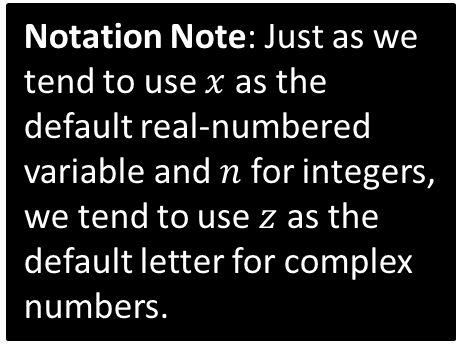 Notation Note: Just as we
tend to use x as the
default real-numbered
variable and n for integers,
we tend to use z as the
default letter for complex
numbers.